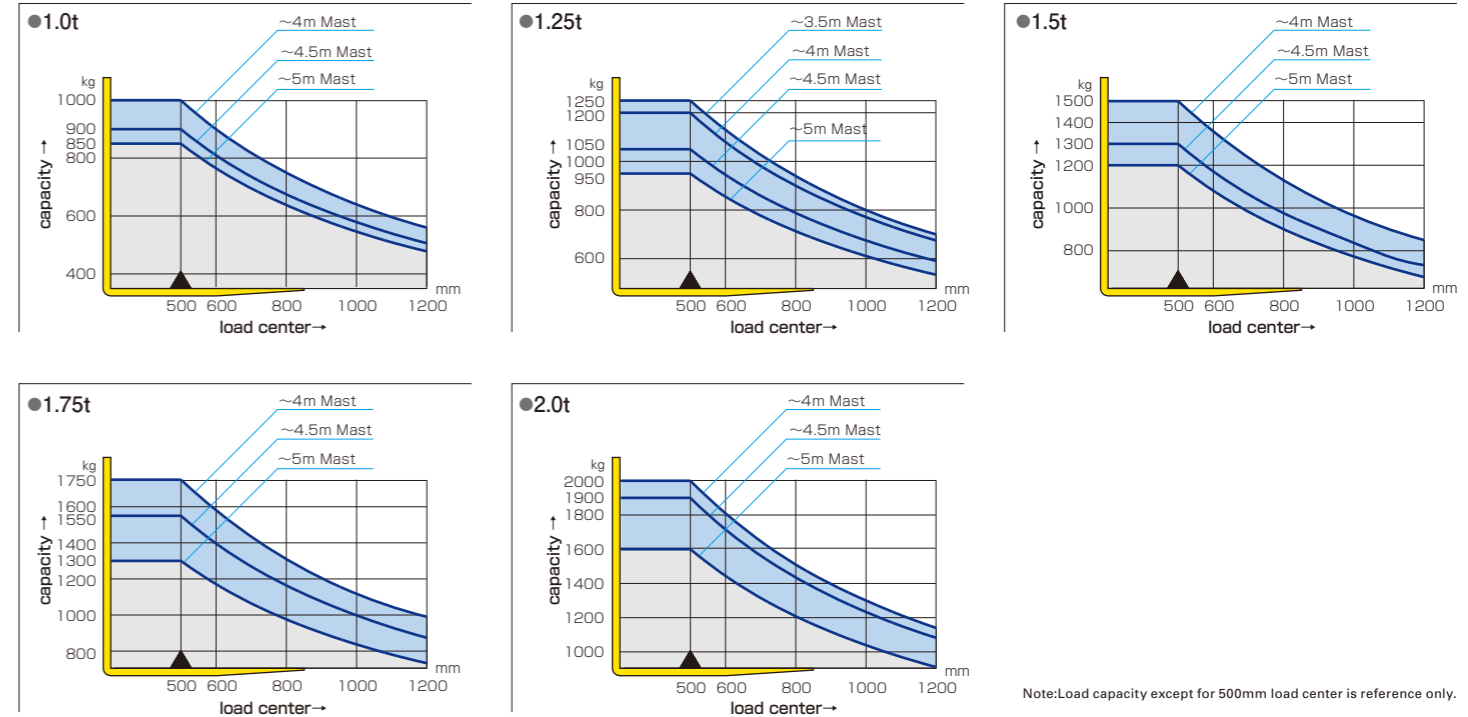 ●1.0t
~4m Mast
~4.5m Mast
~5m Mast
kg
1000
900
850
800
600
400
capacity →
500 600 800 1000 1200
mm
load center→
●1.25t
~3.5m Mast
~4m Mast
~4.5m Mast
~5m Mast
kg
1250
1200
1050
1000
950
800
600
capacity →
500 600 800 1000 1200
mm
load center→
●1.5t
~4m Mast
~4.5m Mast
~5m Mast
kg
1500
1400
1300
1200
1000
800
capacity →
500 600 800 1000 1200
mm
load center→
●1.75t
~4m Mast
~4.5m Mast
~5m Mast
kg
1750
1600
1550
1400
1300
1200
1000
800
capacity →
500 600 800 1000 1200
mm
load center→
●2.0t
~4m Mast
~4.5m Mast
~5m Mast
kg
2000
1900
1800
1600
1400
1200
1000
capacity →
500 600 800 1000 1200
mm
load center→
Note:Load capacity except for 500mm load center is reference only.